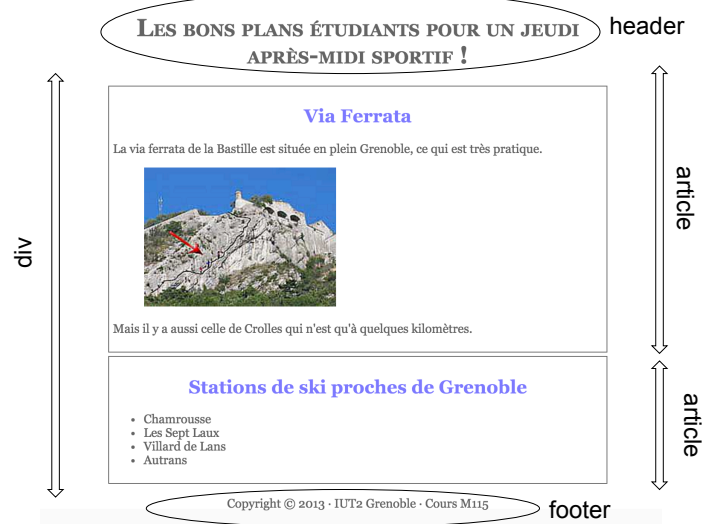 Les bons plans étudiants pour un jeudi
après-midi sportif !
header
Via Ferrata
La via ferrata de la Bastille est située en plein Grenoble, ce qui est très pratique.
article
div
Mais il y a aussi celle de Crolles qui n'est qu'à quelques kilomètres.
Stations de ski proches de Grenoble
• Chamrousse
• Les Sept Laux
• Villard de Lans
• Autrans
article
Copyright © 2013 · IUT2 Grenoble · Cours M115
footer